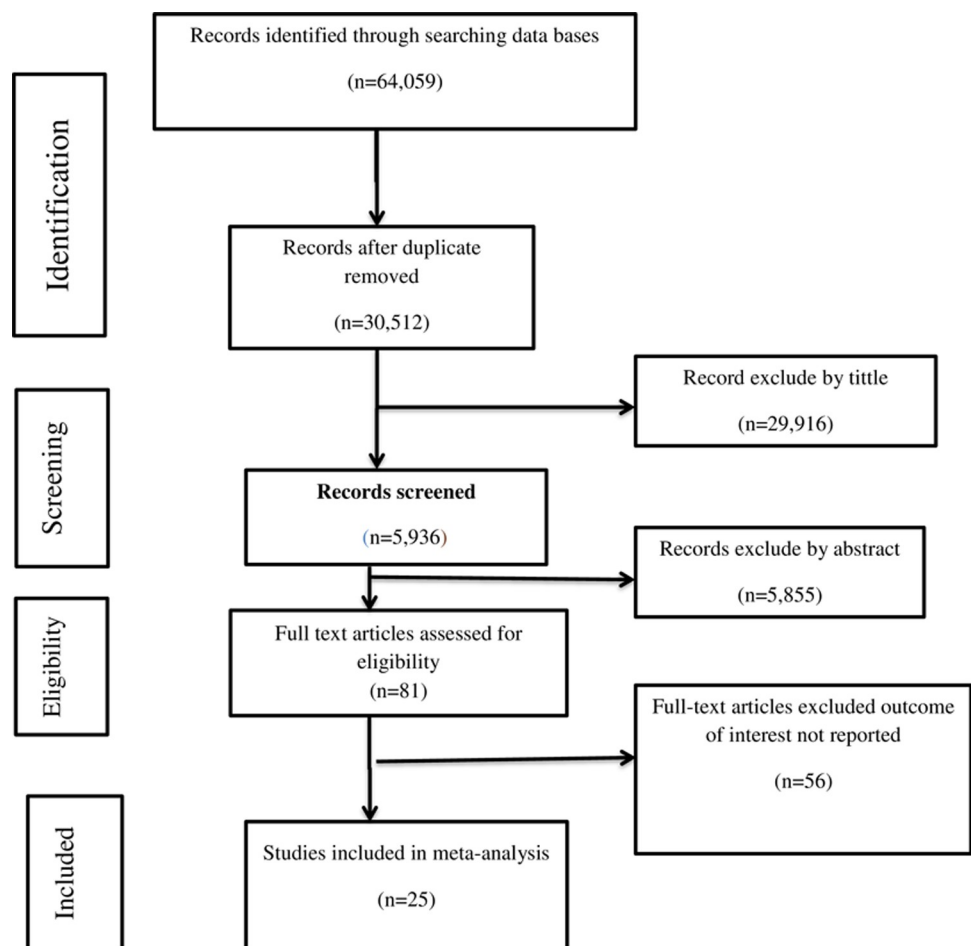 Records identified through searching data bases
(n=64,059)
Identification
Records after duplicate
removed
(n=30,512)
Record exclude by tittle
(n=29,916)
Screening
Records screened
(n=5,936)
Records exclude by abstract
(n=5,855)
Eligibility
Full text articles assessed for
eligibility
(n=81)
Full-text articles excluded outcome
of interest not reported
(n=56)
Included
Studies included in meta-analysis
(n=25)